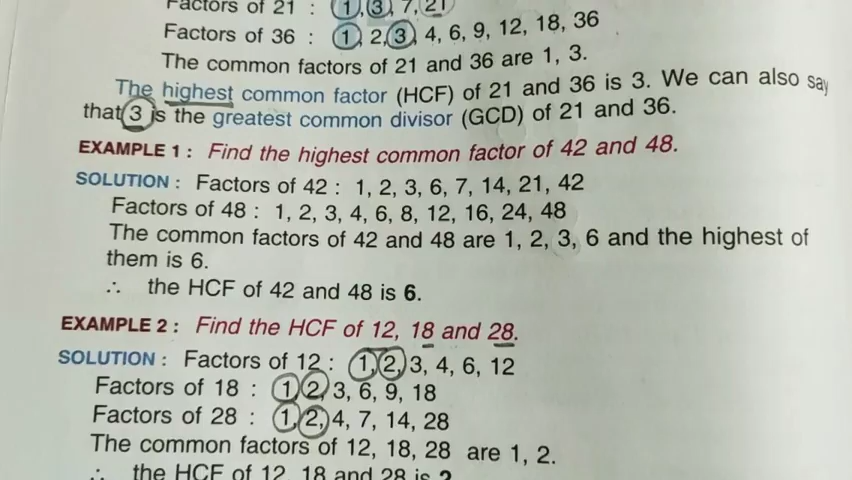 Factors of 21 : 1, 3, 7, 21
Factors of 36 : 1, 2, 3, 4, 6, 9, 12, 18, 36
The common factors of 21 and 36 are 1, 3.
The highest common factor (HCF) of 21 and 36 is 3. We can also say
that 3 is the greatest common divisor (GCD) of 21 and 36.
EXAMPLE 1 : Find the highest common factor of 42 and 48.
SOLUTION : Factors of 42 : 1, 2, 3, 6, 7, 14, 21, 42
Factors of 48 : 1, 2, 3, 4, 6, 8, 12, 16, 24, 48
The common factors of 42 and 48 are 1, 2, 3, 6 and the highest of
them is 6.
∴ the HCF of 42 and 48 is 6.
EXAMPLE 2 : Find the HCF of 12, 18 and 28.
SOLUTION : Factors of 12 : 1, 2, 3, 4, 6, 12
Factors of 18 : 1, 2, 3, 6, 9, 18
Factors of 28 : 1, 2, 4, 7, 14, 28
The common factors of 12, 18, 28 are 1, 2.
∴ the HCF of 12, 18 and 28 is 2